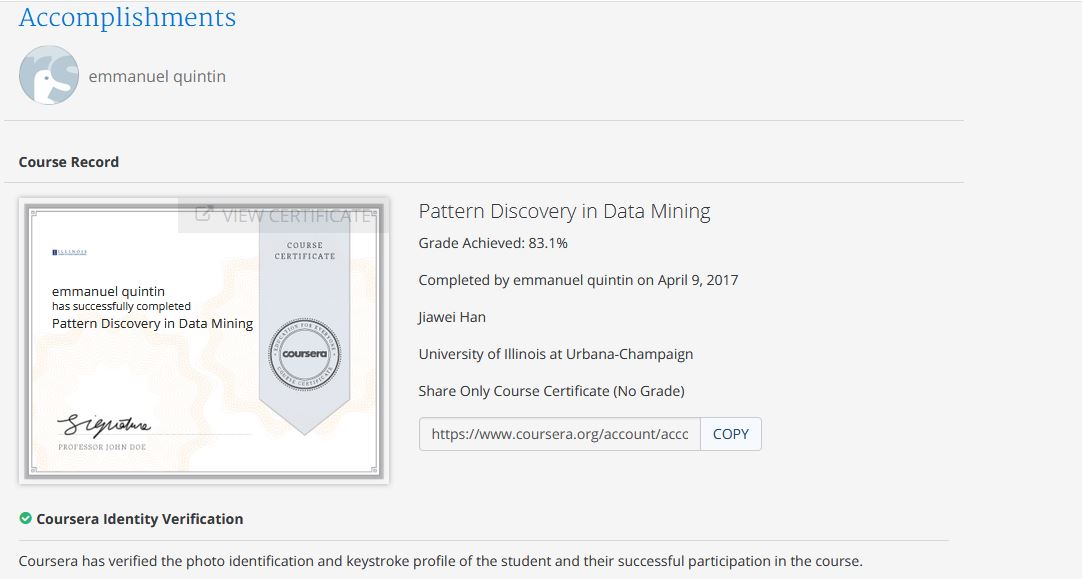 Accomplishments
emmanuel quintin
Course Record
VIEW CERTIFICATE
COURSE
CERTIFICATE
ILLINOIS
emmanuel quintin
has successfully completed
Pattern Discovery in Data Mining
EDUCATION FOR EVERYONE
coursera
COURSE CERTIFICATE
Signature
PROFESSOR JOHN DOE
Pattern Discovery in Data Mining
Grade Achieved: 83.1%
Completed by emmanuel quintin on April 9, 2017
Jiawei Han
University of Illinois at Urbana-Champaign
Share Only Course Certificate (No Grade)
https://www.coursera.org/account/accc
COPY
Coursera Identity Verification
Coursera has verified the photo identification and keystroke profile of the student and their successful participation in the course.